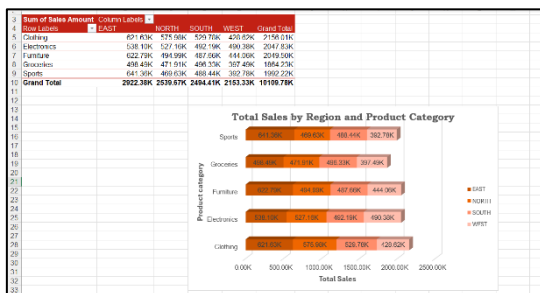 3 Sum of Sales Amount Column Labels
4 Row Labels EAST NORTH SOUTH WEST Grand Total
5 Clothing 621.63K 575.98K 529.78K 428.62K 2156.01K
6 Electronics 538.10K 527.16K 492.19K 490.38K 2047.83K
7 Furniture 622.79K 494.99K 487.66K 444.06K 2049.50K
8 Groceries 498.49K 471.91K 496.33K 397.49K 1864.23K
9 Sports 641.36K 469.63K 488.44K 392.78K 1992.22K
10 Grand Total 2922.38K 2539.67K 2494.41K 2153.33K 10109.78K
11
12
13
14 Total Sales by Region and Product Category
15
16 Sports 641.36K 469.63K 488.44K 392.78K
17
18
19 Groceries 498.49K 471.91K 496.33K 397.49K
20
21
22 Furniture 622.79K 494.99K 487.66K 444.06K
23
24
25 Electronics 538.10K 527.16K 492.19K 490.38K
26
27
28 Clothing 621.63K 575.98K 529.78K 428.62K
29
30 0.00K 500.00K 1000.00K 1500.00K 2000.00K 2500.00K
31
32 Total Sales
33
Product category
EAST
NORTH
SOUTH
WEST